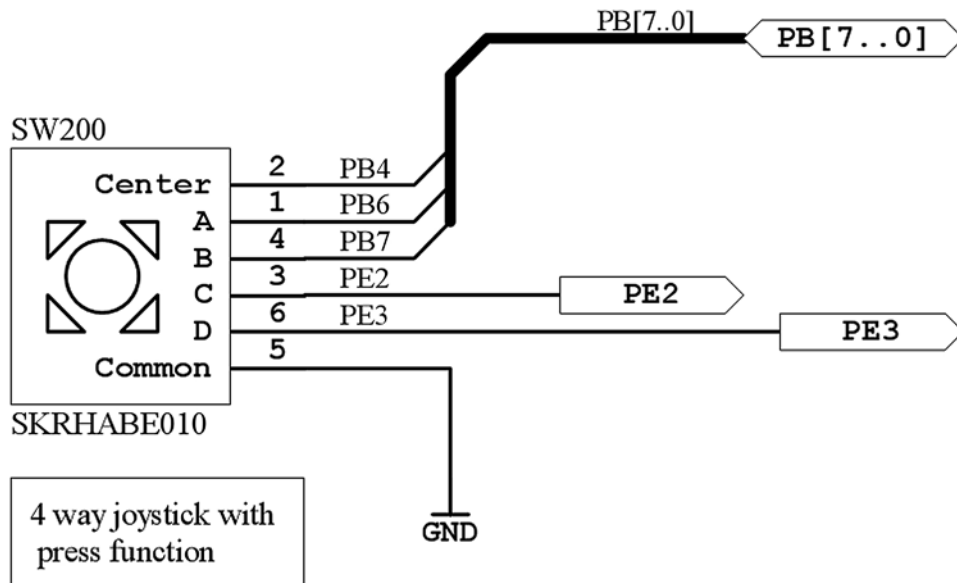 PB[7..0]
PB[7..0]
SW200
Center 2 PB4
A 1 PB6
B 4 PB7
C 3 PE2 PE2
D 6 PE3 PE3
Common 5
SKRHABE010
GND
4 way joystick with
press function